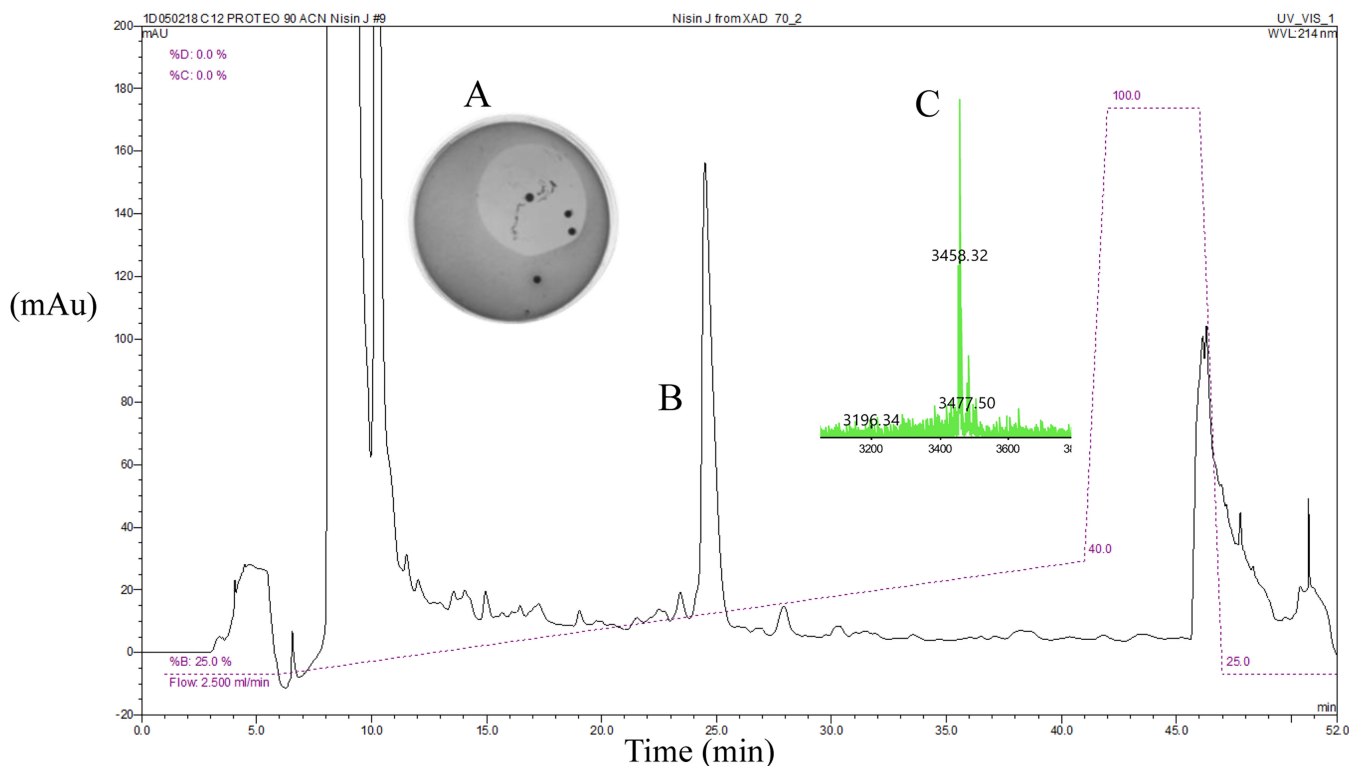 1D050218 C12 PROTEO 90 ACN Nisin J #9
Nisin J from XAD 70_2
UV_VIS_1
200
mAU
WVL:214 nm
%D: 0.0 %
%C: 0.0 %
A
C
100.0
180
160
140
120
3458.32
(mAu)
100
80
B
3477.50
3196.34
60
3200
3400
3600
38
40
40.0
20
0
%B: 25.0 %
25.0
Flow: 2.500 ml/min
-20
min
0.0
5.0
10.0
15.0
20.0
25.0
30.0
35.0
40.0
45.0
52.0
Time (min)